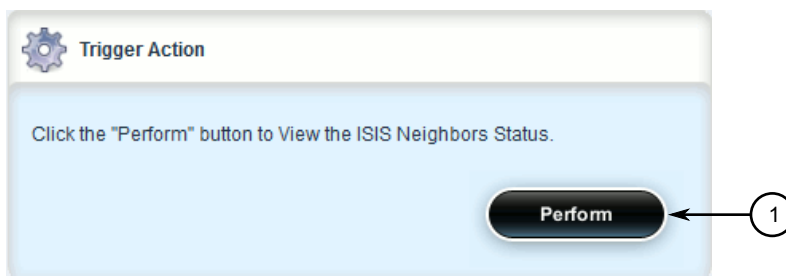 Trigger Action
Click the "Perform" button to View the ISIS Neighbors Status.
Perform
1